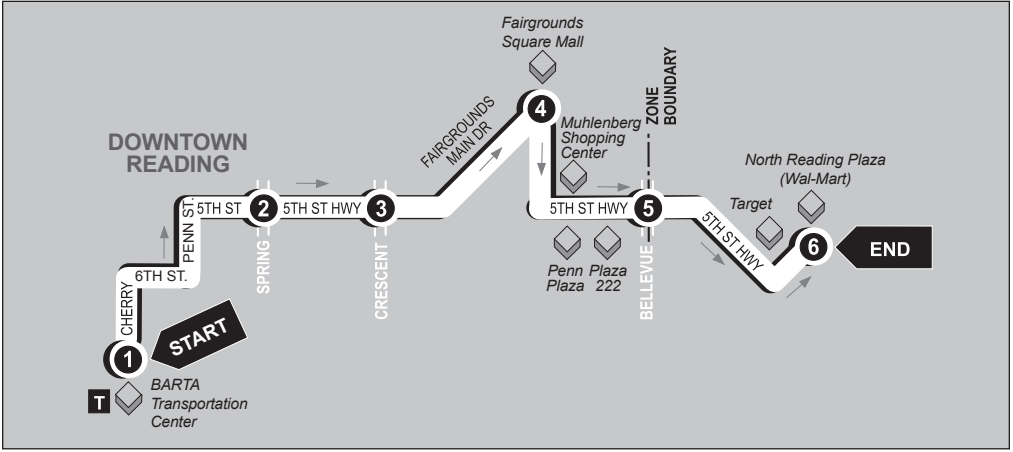 Fairgrounds
Square Mall
ZONE
BOUNDARY
4
FAIRGROUNDS
MAIN DR
Muhlenberg
Shopping
Center
DOWNTOWN
READING
North Reading Plaza
(Wal-Mart)
Target
5TH ST
2
5TH ST HWY
3
5TH ST HWY
5
5TH ST HWY
6
END
PENN ST.
SPRING
CRESCENT
BELLEVUE
Penn
Plaza
Plaza
222
6TH ST.
CHERRY
START
1
T
BARTA
Transportation
Center